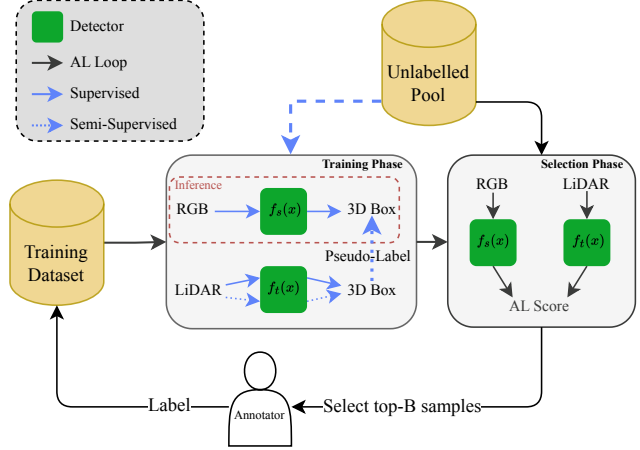 Detector
AL Loop
Supervised
Semi-Supervised
Unlabelled
Pool
Training Phase
Inference
RGB
f_s(x)
3D Box
Pseudo-Label
LiDAR
f_t(x)
3D Box
Selection Phase
RGB
LiDAR
f_s(x)
f_t(x)
AL Score
Training
Dataset
Label
Annotator
Select top-B samples